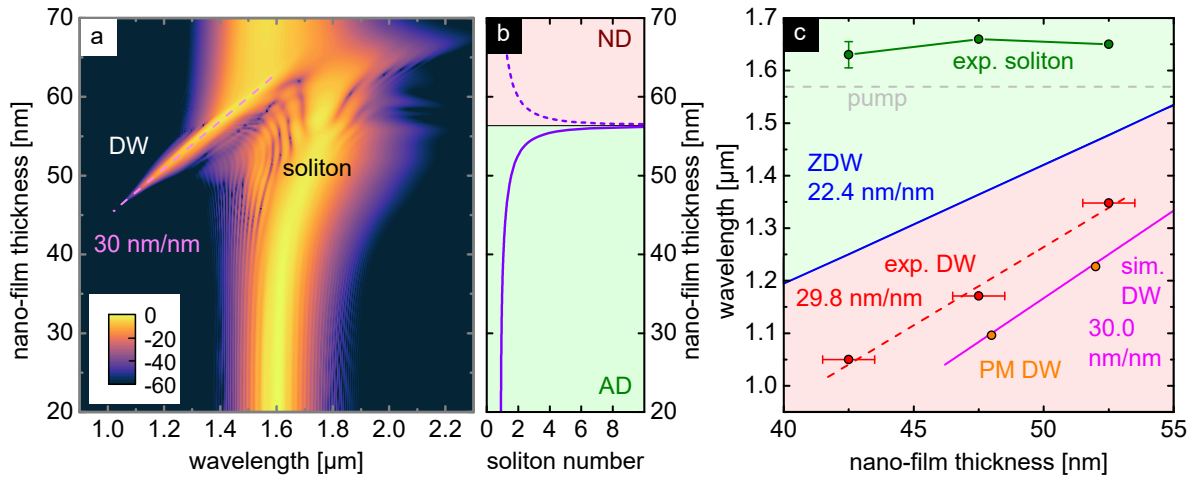 a
nano-film thickness [nm]
70
60
50
40
30
20
DW
soliton
30 nm/nm
0
-20
-40
-60
1.0
1.2
1.4
1.6
1.8
2.0
2.2
wavelength [µm]
b
ND
AD
0
2
4
6
8
10
soliton number
70
60
50
40
30
20
nano-film thickness [nm]
c
wavelength [µm]
1.7
1.6
1.5
1.4
1.3
1.2
1.1
1.0
exp. soliton
pump
ZDW
22.4 nm/nm
exp. DW
29.8 nm/nm
sim.
DW
30.0
nm/nm
PM DW
40
45
50
55
nano-film thickness [nm]